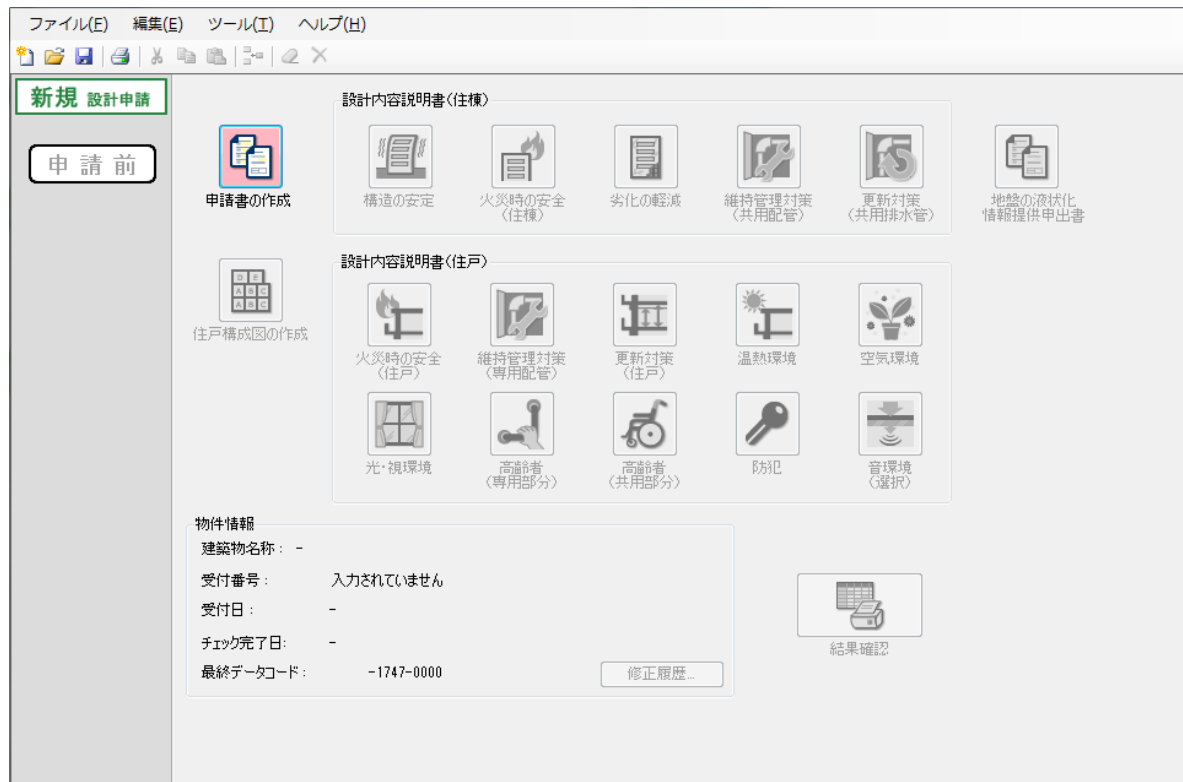 ファイル(F) 編集(E) ツール(T) ヘルプ(H)
新規 設計申請
申請前
申請書の作成
設計内容説明書(住棟)
構造の安定
火災時の安全
(住棟)
劣化の軽減
維持管理対策
(共用配管)
更新対策
(共用排水管)
地盤の液状化
情報提供申出書
住戸構成図の作成
設計内容説明書(住戸)
火災時の安全
(住戸)
維持管理対策
(専用配管)
更新対策
(住戸)
温熱環境
空気環境
光・視環境
高齢者
(専用部分)
高齢者
(共用部分)
防犯
音環境
(選択)
物件情報
建築物名称: -
受付番号: 入力されていません
受付日: -
チェック完了日: -
最終データコード: -1747-0000
修正履歴...
結果確認
D E
A B C
A B C